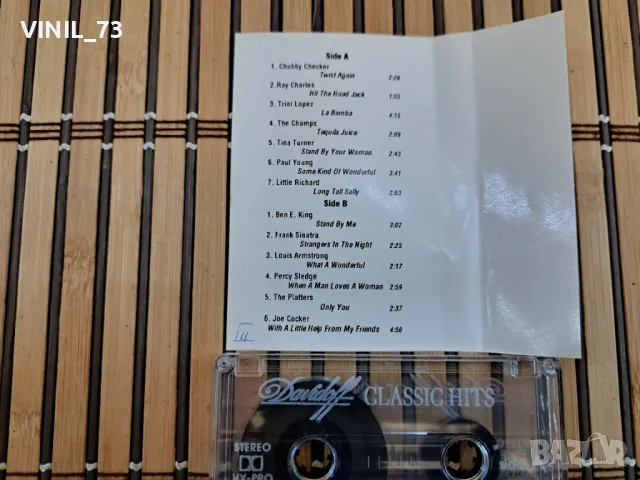 VINIL_73
Side A
1. Chubby Checker
Twist Again 2:26
2. Ray Charles
Hit The Road Jack 1:55
3. Trini Lopez
La Bamba 4:15
4. The Champs
Tequila Juice 2:09
5. Tina Turner
Stand By Your Woman 2:43
6. Paul Young
Some Kind Of Wonderful 3:41
7. Little Richard
Long Tall Sally 2:03
Side B
1. Ben E. King
Stand By Me 3:02
2. Frank Sinatra
Strangers In The Night 2:25
3. Louis Armstrong
What A Wonderful 2:17
4. Percy Sledge
When A Man Loves A Woman 2:59
5. The Platters
Only You 2:37
6. Joe Cocker
With A Little Help From My Friends 4:50
Davidoff CLASSIC HITS
STEREO
HX-PRO
BAZAR